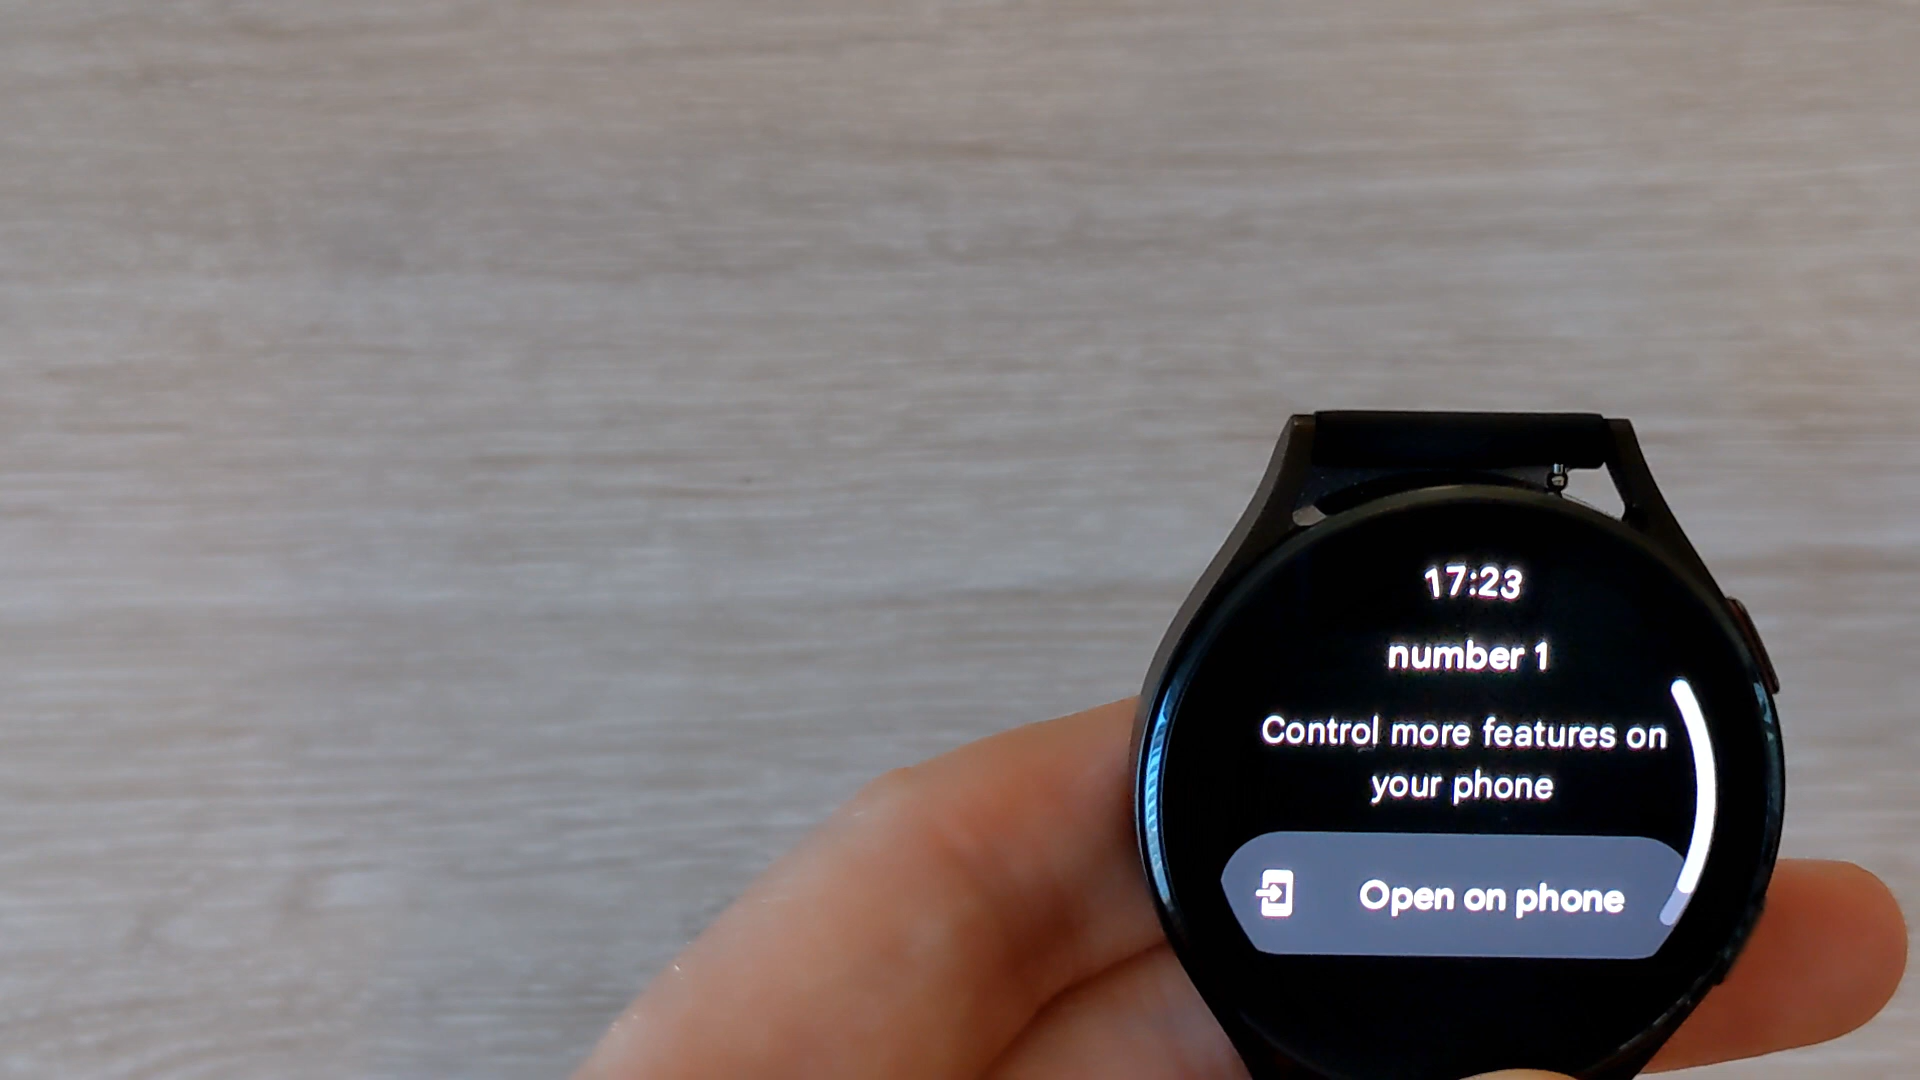 17:23
number 1
Control more features on
your phone
Open on phone